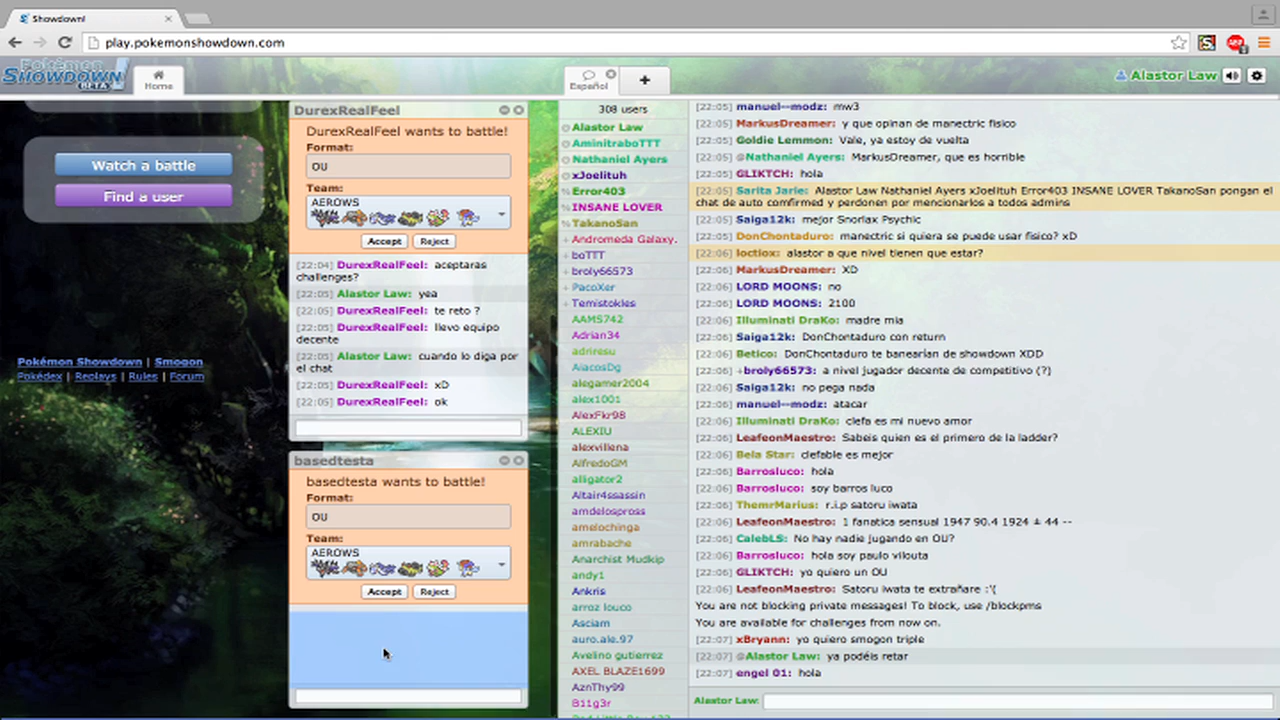 Showdown!
play.pokemonshowdown.com
Pokémon
SHOWDOWN!
BETA
Home
Español
Alastor Law
Watch a battle
Find a user
Pokémon Showdown | Smogon
Pokédex | Replays | Rules | Forum
DurexRealFeel
DurexRealFeel wants to battle!
Format:
OU
Team:
AEROWS
Accept Reject
[22:04] DurexRealFeel: aceptaras
challenges?
[22:05] Alastor Law: yea
[22:05] DurexRealFeel: te reto ?
[22:05] DurexRealFeel: llevo equipo
decente
[22:05] Alastor Law: cuando lo diga por
el chat
[22:05] DurexRealFeel: xD
[22:05] DurexRealFeel: ok
basedtesta
basedtesta wants to battle!
Format:
OU
Team:
AEROWS
Accept Reject
308 users
@Alastor Law
@AminitraboTTT
@Nathaniel Ayers
@xJoelituh
%Error403
%INSANE LOVER
%TakanoSan
+Andromeda Galaxy.
+boTTT
+broly66573
+PacoXer
+Temistokles
AAMS742
Adrian34
adriresu
AiacosDg
alegamer2004
alex1001
AlexFkr98
ALEXIU
alexvillena
AlfredoGM
alligator2
Altair4ssassin
amdelospross
amelochinga
amrabache
Anarchist Mudkip
andy1
Ankris
arroz louco
Asciam
auro.ale.97
Avelino gutierrez
AXEL BLAZE1699
AznThy99
B11g3r
[22:05] manuel--modz: mw3
[22:05] MarkusDreamer: y que opinan de manectric fisico
[22:05] Goldie Lemmon: Vale, ya estoy de vuelta
[22:05] @Nathaniel Ayers: MarkusDreamer, que es horrible
[22:05] GLIKTCH: hola
[22:05] Sarita Jarie: Alastor Law Nathaniel Ayers xJoelituh Error403 INSANE LOVER TakanoSan pongan el
chat de auto comfirmed y perdonen por mencionarlos a todos admins
[22:05] Saiga12k: mejor Snorlax Psychic
[22:05] DonChontaduro: manectric si quiera se puede usar fisico? xD
[22:06] loctiox: alastor a que nivel tienen que estar?
[22:06] MarkusDreamer: XD
[22:06] LORD MOONS: no
[22:06] LORD MOONS: 2100
[22:06] Illuminati DraKo: madre mia
[22:06] Saiga12k: DonChontaduro con return
[22:06] Betico: DonChontaduro te banearían de showdown XDD
[22:06] +broly66573: a nivel jugador decente de competitivo (?)
[22:06] Saiga12k: no pega nada
[22:06] manuel--modz: atacar
[22:06] Illuminati DraKo: clefa es mi nuevo amor
[22:06] LeafeonMaestro: Sabeis quien es el primero de la ladder?
[22:06] Bela Star: clefable es mejor
[22:06] Barrosluco: hola
[22:06] Barrosluco: soy barros luco
[22:06] ThemrMarius: r.i.p satoru iwata
[22:06] LeafeonMaestro: 1 fanatica sensual 1947 90.4 1924 ± 44 --
[22:06] CalebLS: No hay nadie jugando en OU?
[22:06] Barrosluco: hola soy paulo vilouta
[22:06] GLIKTCH: yo quiero un OU
[22:06] LeafeonMaestro: Satoru iwata te extrañare :'(
You are not blocking private messages! To block, use /blockpms
You are available for challenges from now on.
[22:07] xBryann: yo quiero smogon triple
[22:07] @Alastor Law: ya podéis retar
[22:07] engel 01: hola
Alastor Law: